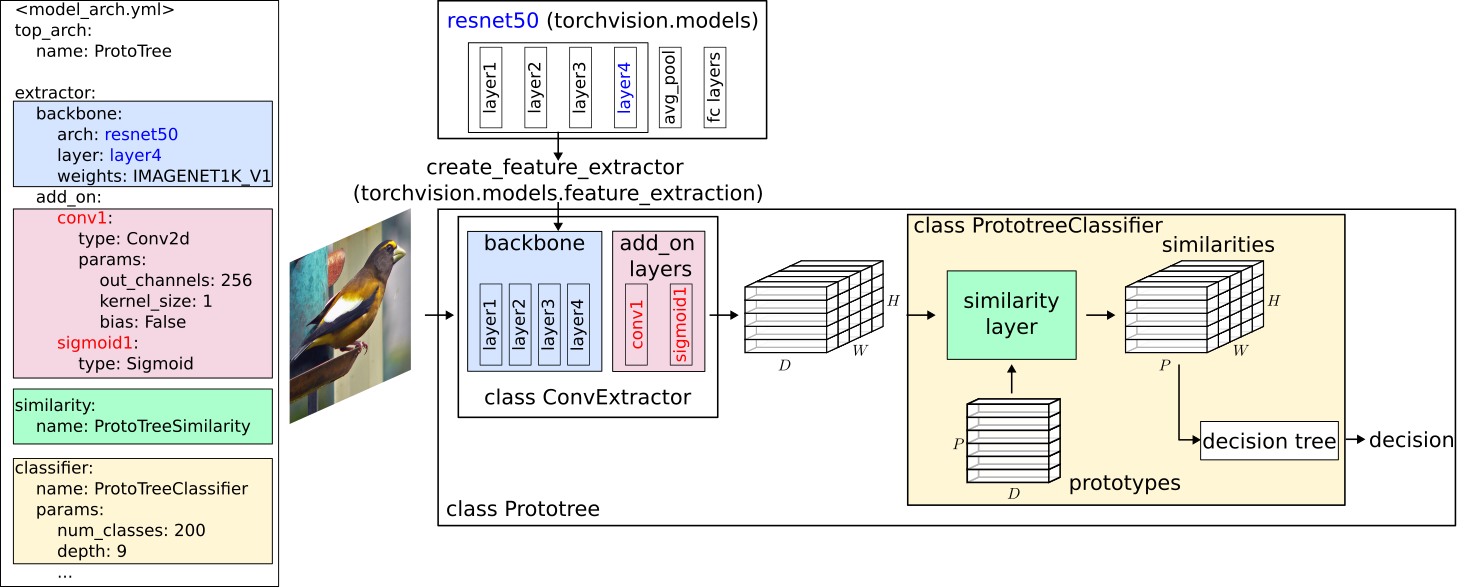 <model_arch.yml>
top_arch:
name: ProtoTree
extractor:
backbone:
arch: resnet50
layer: layer4
weights: IMAGENET1K_V1
add_on:
conv1:
type: Conv2d
params:
out_channels: 256
kernel_size: 1
bias: False
sigmoid1:
type: Sigmoid
similarity:
name: ProtoTreeSimilarity
classifier:
name: ProtoTreeClassifier
params:
num_classes: 200
depth: 9
...
resnet50 (torchvision.models)
layer1
layer2
layer3
layer4
avg_pool
fc layers
create_feature_extractor
(torchvision.models.feature_extraction)
backbone
layer1
layer2
layer3
layer4
add_on
layers
conv1
sigmoid1
class ConvExtractor
D
W
H
class PrototreeClassifier
similarity
layer
similarities
H
W
P
P
D
prototypes
decision tree
decision
class Prototree